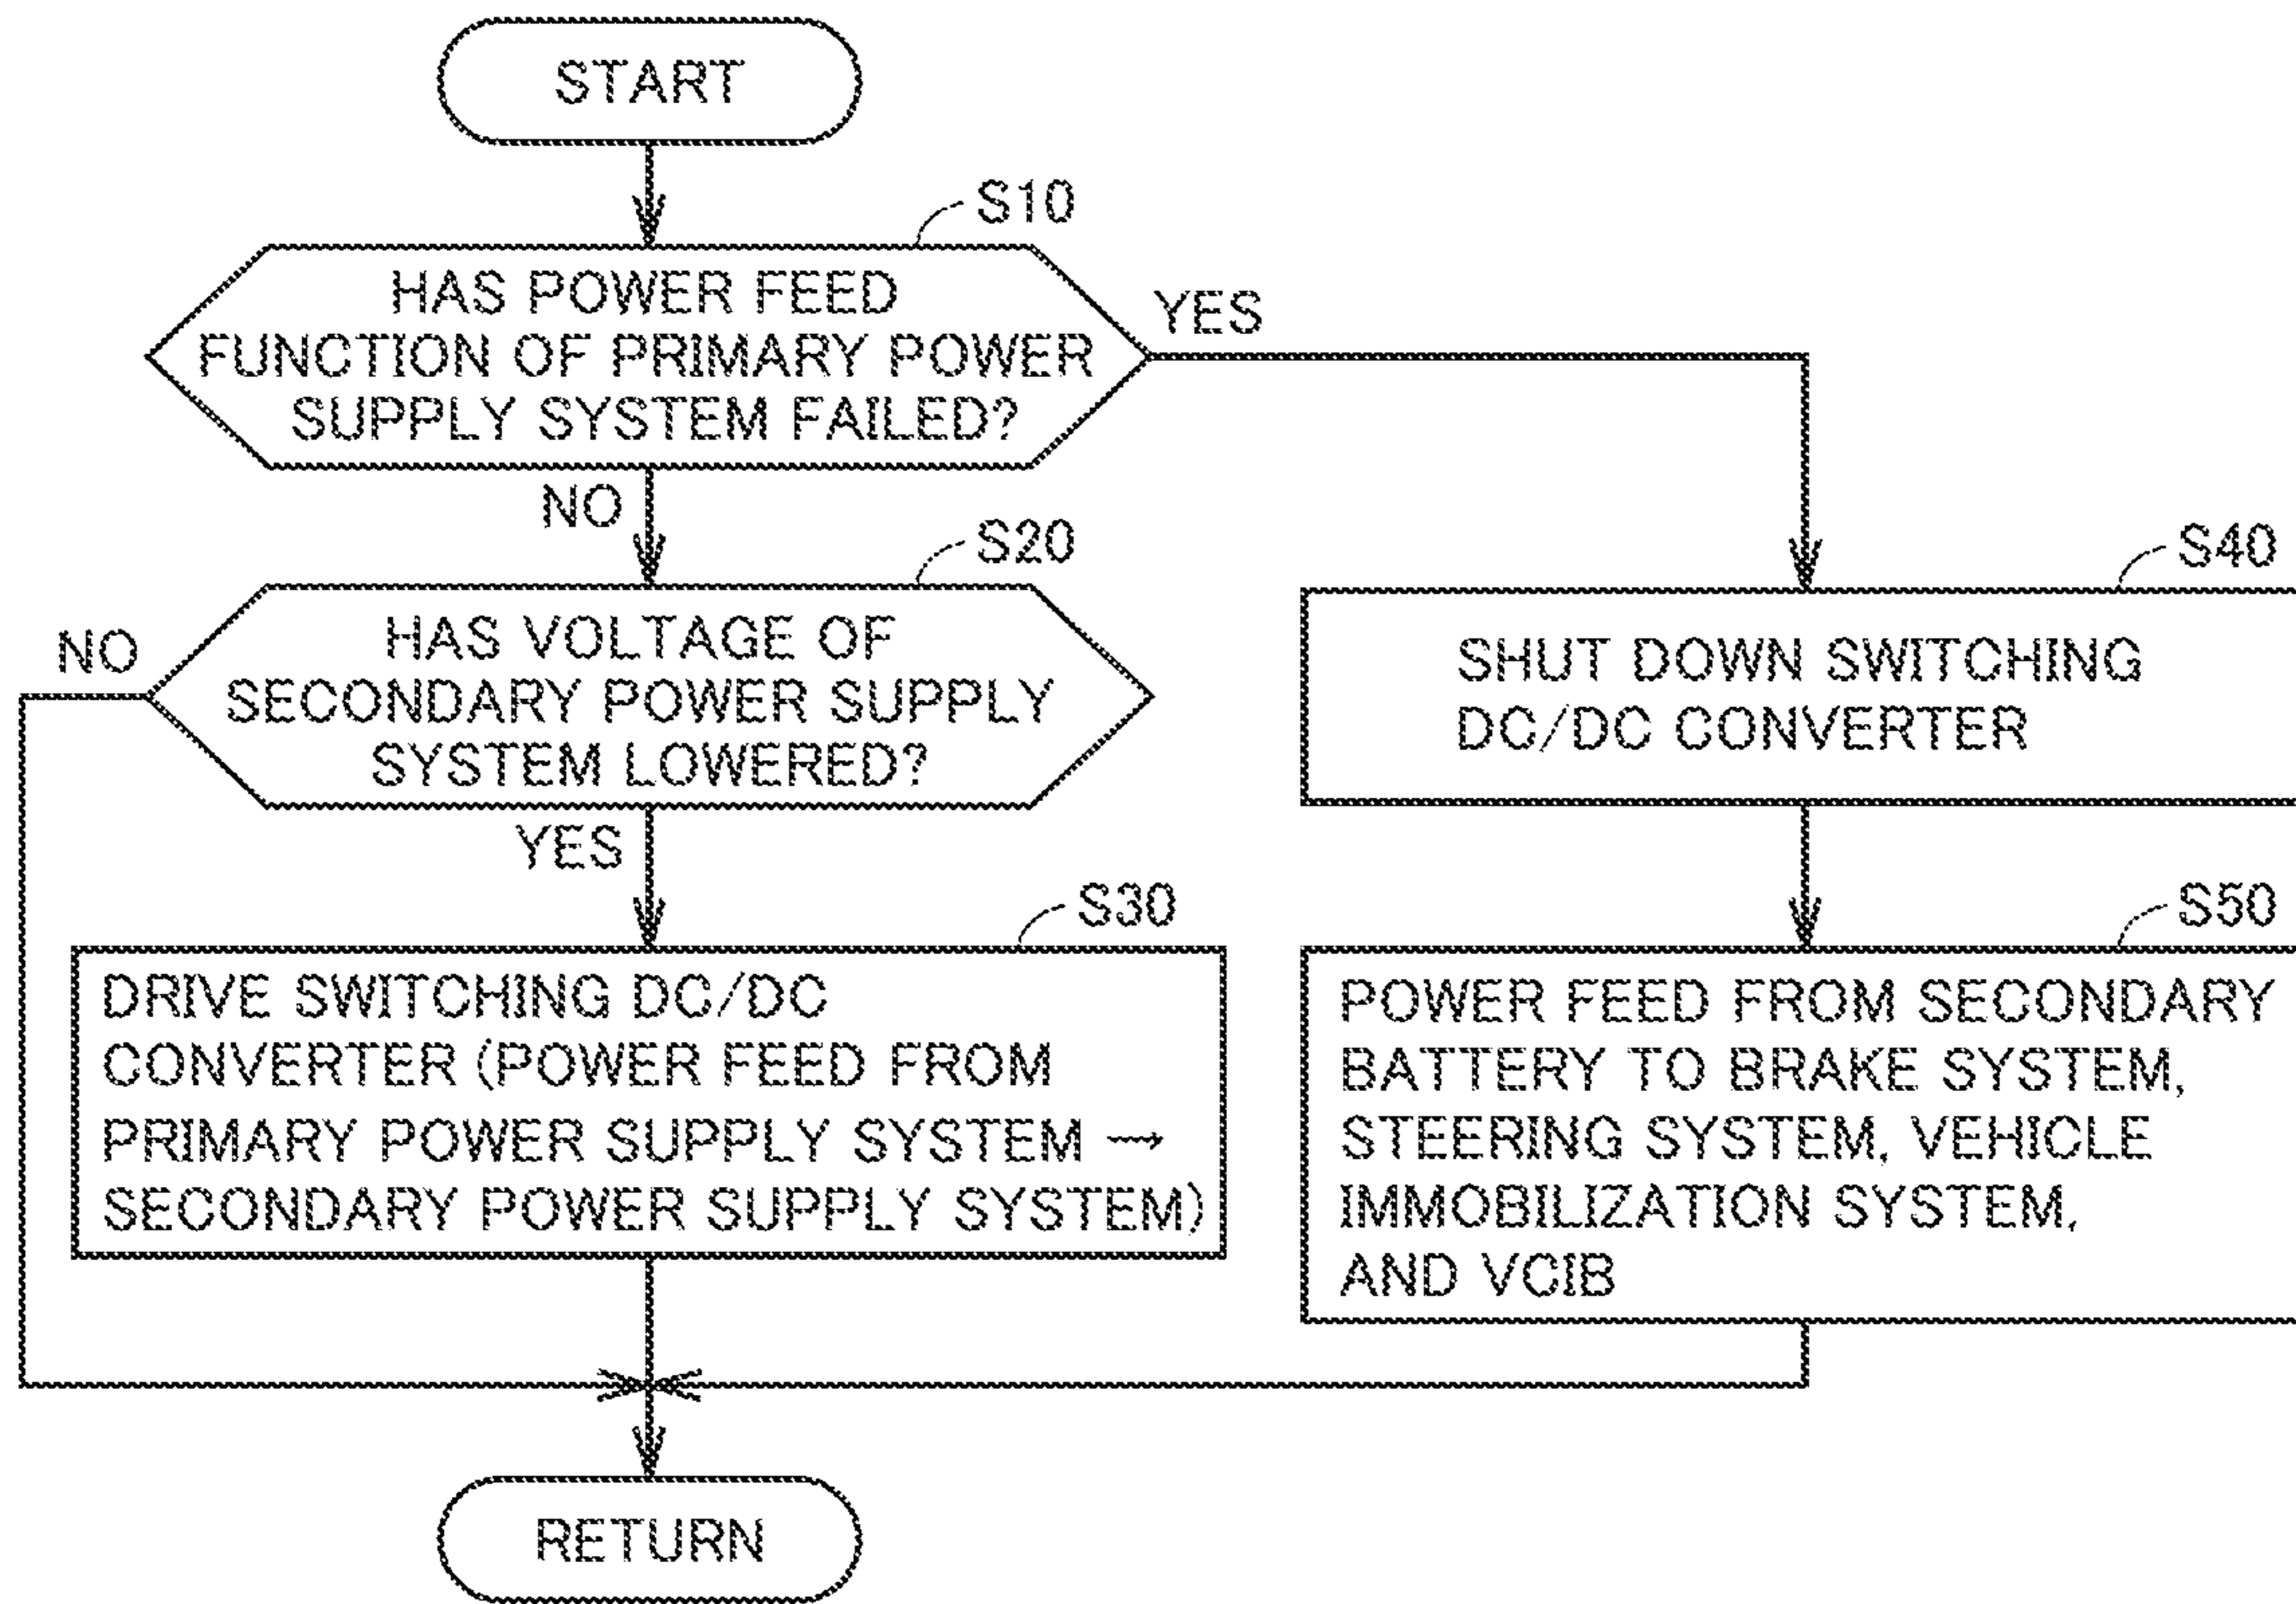 START
S10
HAS POWER FEED
FUNCTION OF PRIMARY POWER
SUPPLY SYSTEM FAILED?
YES
NO
S20
HAS VOLTAGE OF
SECONDARY POWER SUPPLY
SYSTEM LOWERED?
NO
YES
S30
DRIVE SWITCHING DC/DC
CONVERTER (POWER FEED FROM
PRIMARY POWER SUPPLY SYSTEM →
SECONDARY POWER SUPPLY SYSTEM)
S40
SHUT DOWN SWITCHING
DC/DC CONVERTER
S50
POWER FEED FROM SECONDARY
BATTERY TO BRAKE SYSTEM,
STEERING SYSTEM, VEHICLE
IMMOBILIZATION SYSTEM,
AND VCIB
RETURN